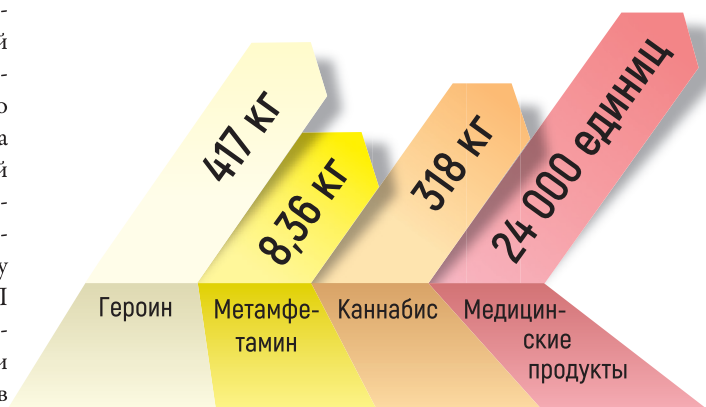 -
й
-
о
а
й
-
-
у
-
и
в
417 кг
8,36 кг
318 кг
24 000 единиц
Героин
Метамфе-
тамин
Каннабис
Медицин-
ские
продукты